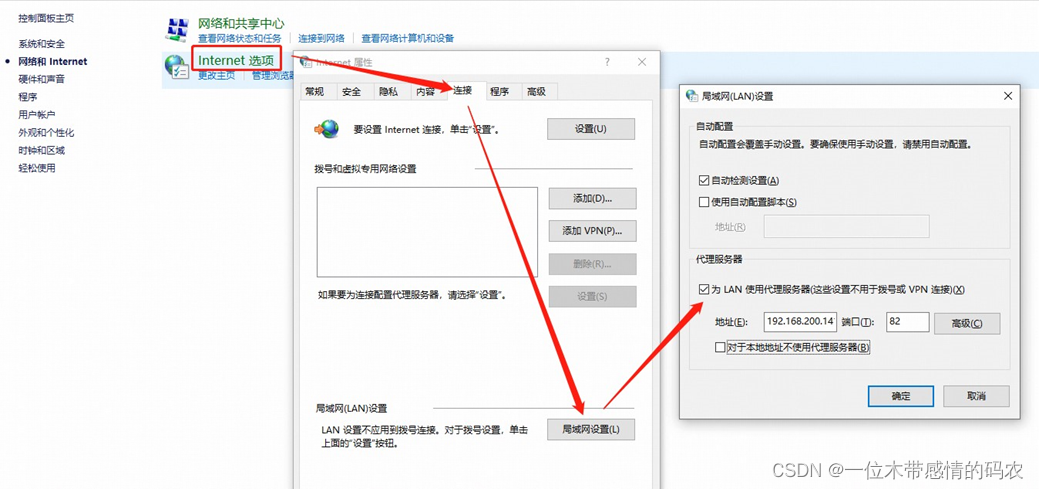 控制面板主页
系统和安全
网络和 Internet
硬件和声音
程序
用户帐户
外观和个性化
时钟和区域
轻松使用
网络和共享中心
查看网络状态和任务 连接到网络 查看网络计算机和设备
Internet 选项
更改主页 管理浏览
Internet 属性
常规 安全 隐私 内容 连接 程序 高级
要设置 Internet 连接，单击"设置"。 设置(U)
拨号和虚拟专用网络设置
添加(D)...
添加 VPN(P)...
删除(R)...
如果要为连接配置代理服务器，请选择"设置"。 设置(S)
局域网(LAN)设置
LAN 设置不应用到拨号连接。对于拨号设置，单击
上面的"设置"按钮。
局域网设置(L)
局域网(LAN)设置
自动配置
自动配置会覆盖手动设置。要确保使用手动设置，请禁用自动配置。
自动检测设置(A)
使用自动配置脚本(S)
地址(R)
代理服务器
为 LAN 使用代理服务器(这些设置不用于拨号或 VPN 连接)(X)
地址(E): 192.168.200.14 端口(T): 82 高级(C)
对于本地地址不使用代理服务器(B)
确定 取消
CSDN @一位木带感情的码农